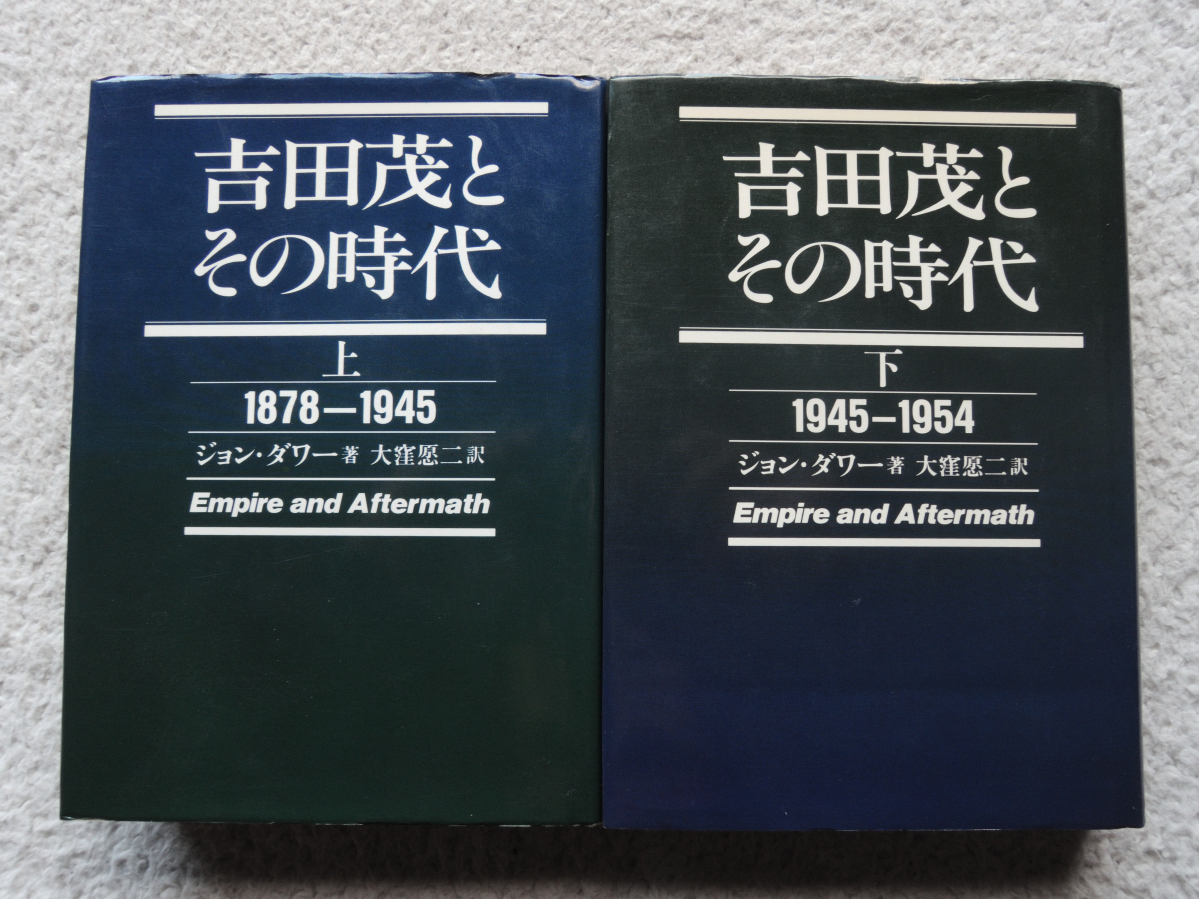 吉田茂と
その時代
上
1878—1945
ジョン・ダワー著 大窪愿二訳
Empire and Aftermath
吉田茂と
その時代
下
1945–1954
ジョン・ダワー著 大窪愿二訳
Empire and Aftermath